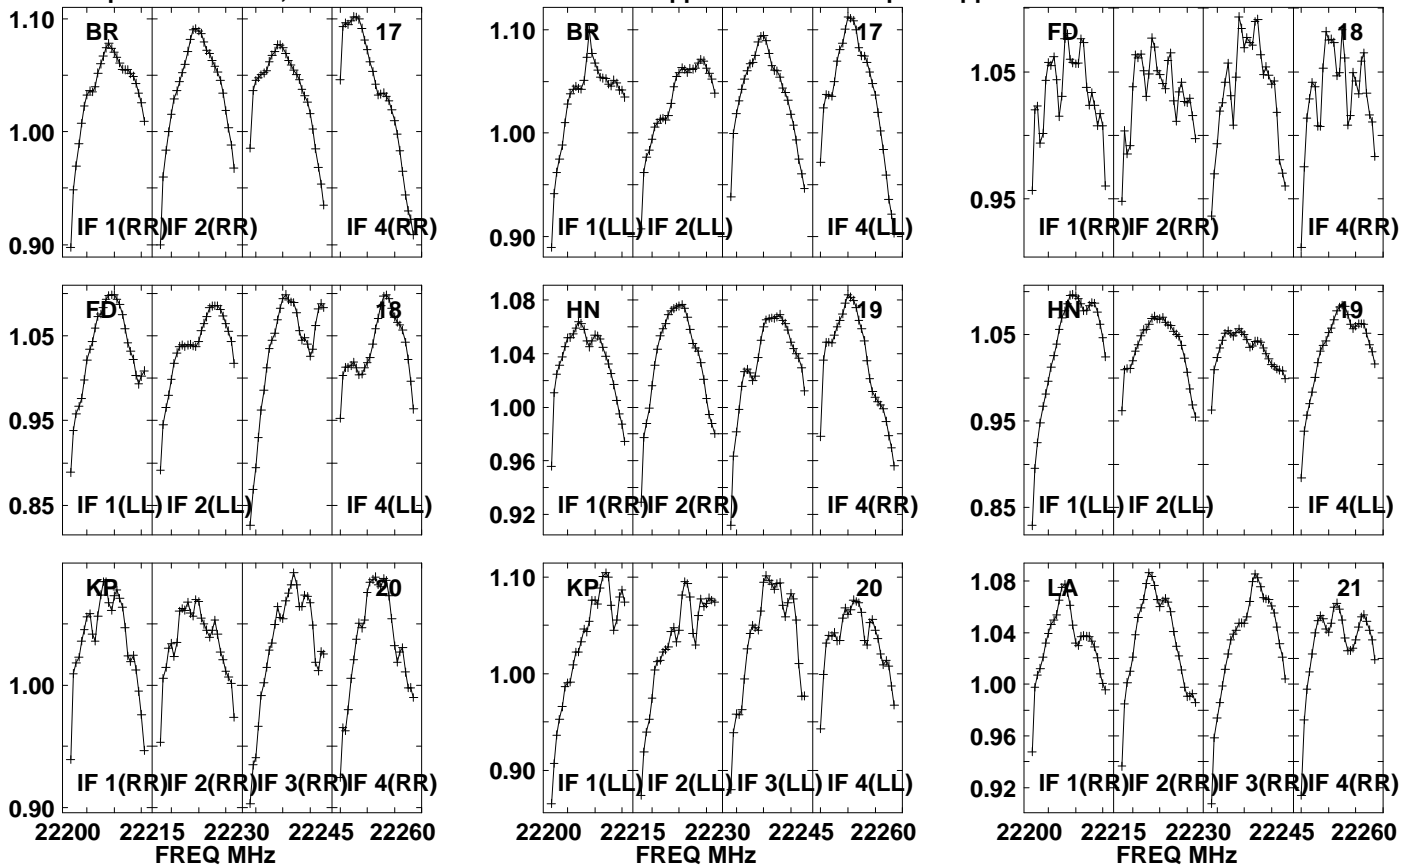 BR 17
BR 17
FD 18
1.10
1.00
0.90
IF 1(RR) IF 2(RR) IF 4(RR)
1.10
1.00
0.90
IF 1(LL) IF 2(LL) IF 4(LL)
1.05
0.95
IF 1(RR) IF 2(RR) IF 4(RR)
FD 18
HN 19
HN 19
1.05
0.95
0.85
IF 1(LL) IF 2(LL) IF 4(LL)
1.08
1.04
1.00
0.96
0.92
IF 1(RR) IF 2(RR) IF 4(RR)
1.05
0.95
0.85
IF 1(LL) IF 2(LL) IF 4(LL)
KP 20
KP 20
LA 21
1.00
0.90
IF 1(RR) IF 2(RR) IF 3(RR) IF 4(RR)
1.10
1.00
0.90
IF 1(LL) IF 2(LL) IF 3(LL) IF 4(LL)
1.08
1.04
1.00
0.96
0.92
IF 1(RR) IF 2(RR) IF 3(RR) IF 4(RR)
22200 22215 22230 22245 22260
FREQ MHz
22200 22215 22230 22245 22260
FREQ MHz
22200 22215 22230 22245 22260
FREQ MHz